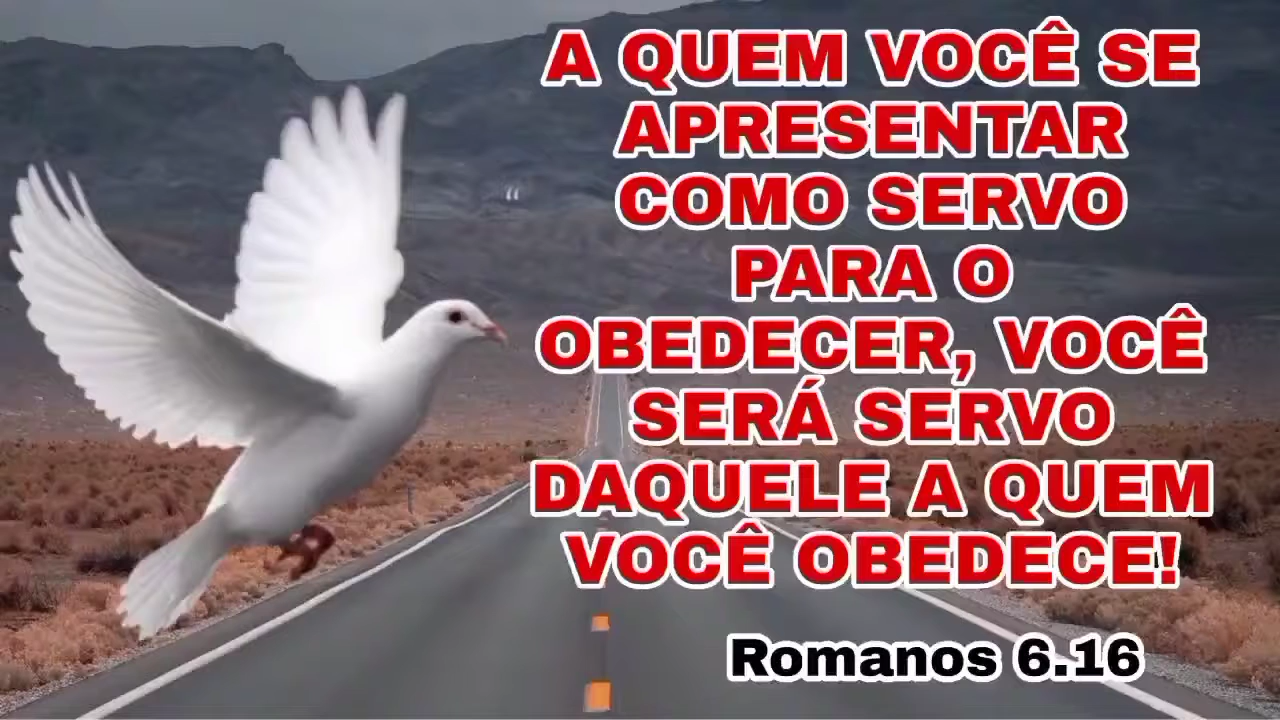 A QUEM VOCÊ SE
APRESENTAR
COMO SERVO
PARA O
OBEDECER, VOCÊ
SERÁ SERVO
DAQUELE A QUEM
VOCÊ OBEDECE!
Romanos 6.16
“